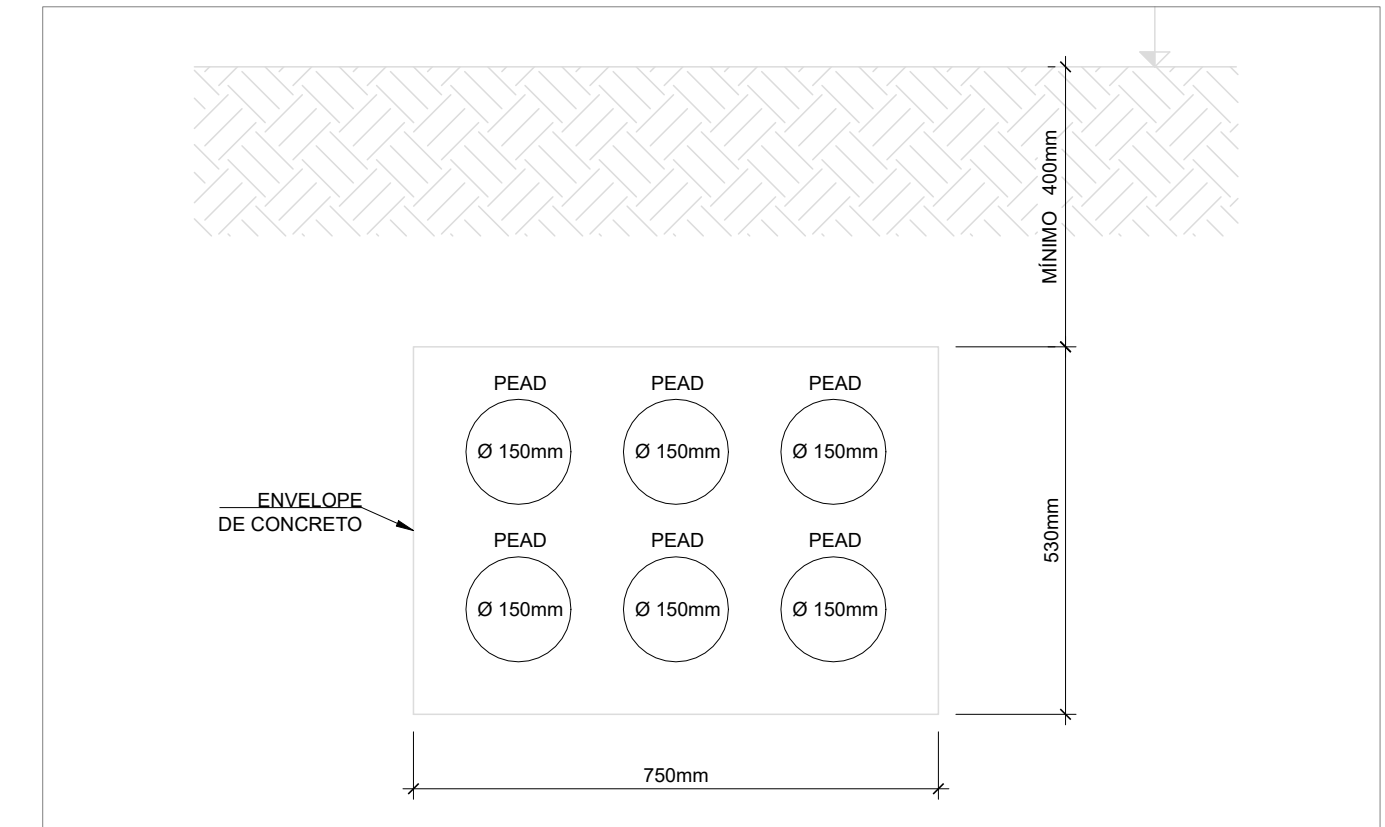 MÍNIMO 400mm
PEAD PEAD PEAD
Ø 150mm Ø 150mm Ø 150mm
ENVELOPE
DE CONCRETO
530mm
PEAD PEAD PEAD
Ø 150mm Ø 150mm Ø 150mm
750mm